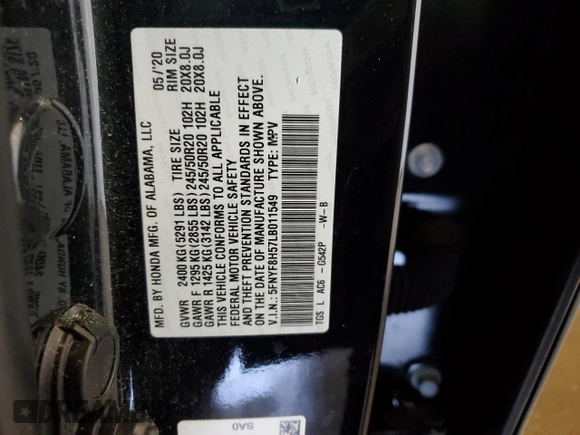 MFD. BY HONDA MFG. OF ALABAMA, LLC 05/'20
GVWR 2400 KG(5291 LBS) TIRE SIZE RIM SIZE
GAWR F 1295 KG(2855 LBS)245/50R20 102H 20X8.0J
GAWR R 1425 KG(3142 LBS)245/50R20 102H 20X8.0J
THIS VEHICLE CONFORMS TO ALL APPLICABLE
FEDERAL MOTOR VEHICLE SAFETY
AND THEFT PREVENTION STANDARDS IN EFFECT
ON THE DATE OF MANUFACTURE SHOWN ABOVE.
V.I.N.: 5FNYF8H57LB011549 TYPE: MPV
TGS L AC6 - G542P -W-B
SA0